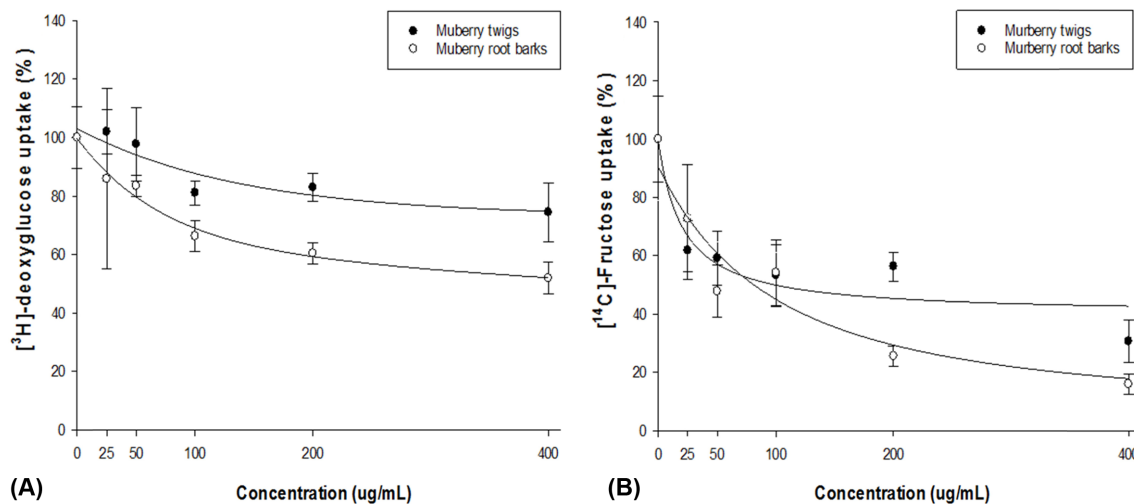 Muberry twigs
Muberry root barks
[³H]-deoxyglucose uptake (%)
140
120
100
80
60
40
20
0
0 25 50 100 200 400
Concentration (ug/mL)
(A)
Murberry twigs
Murberry root barks
[¹⁴C]-Fructose uptake (%)
140
120
100
80
60
40
20
0
0 25 50 100 200 400
Concentration (ug/mL)
(B)